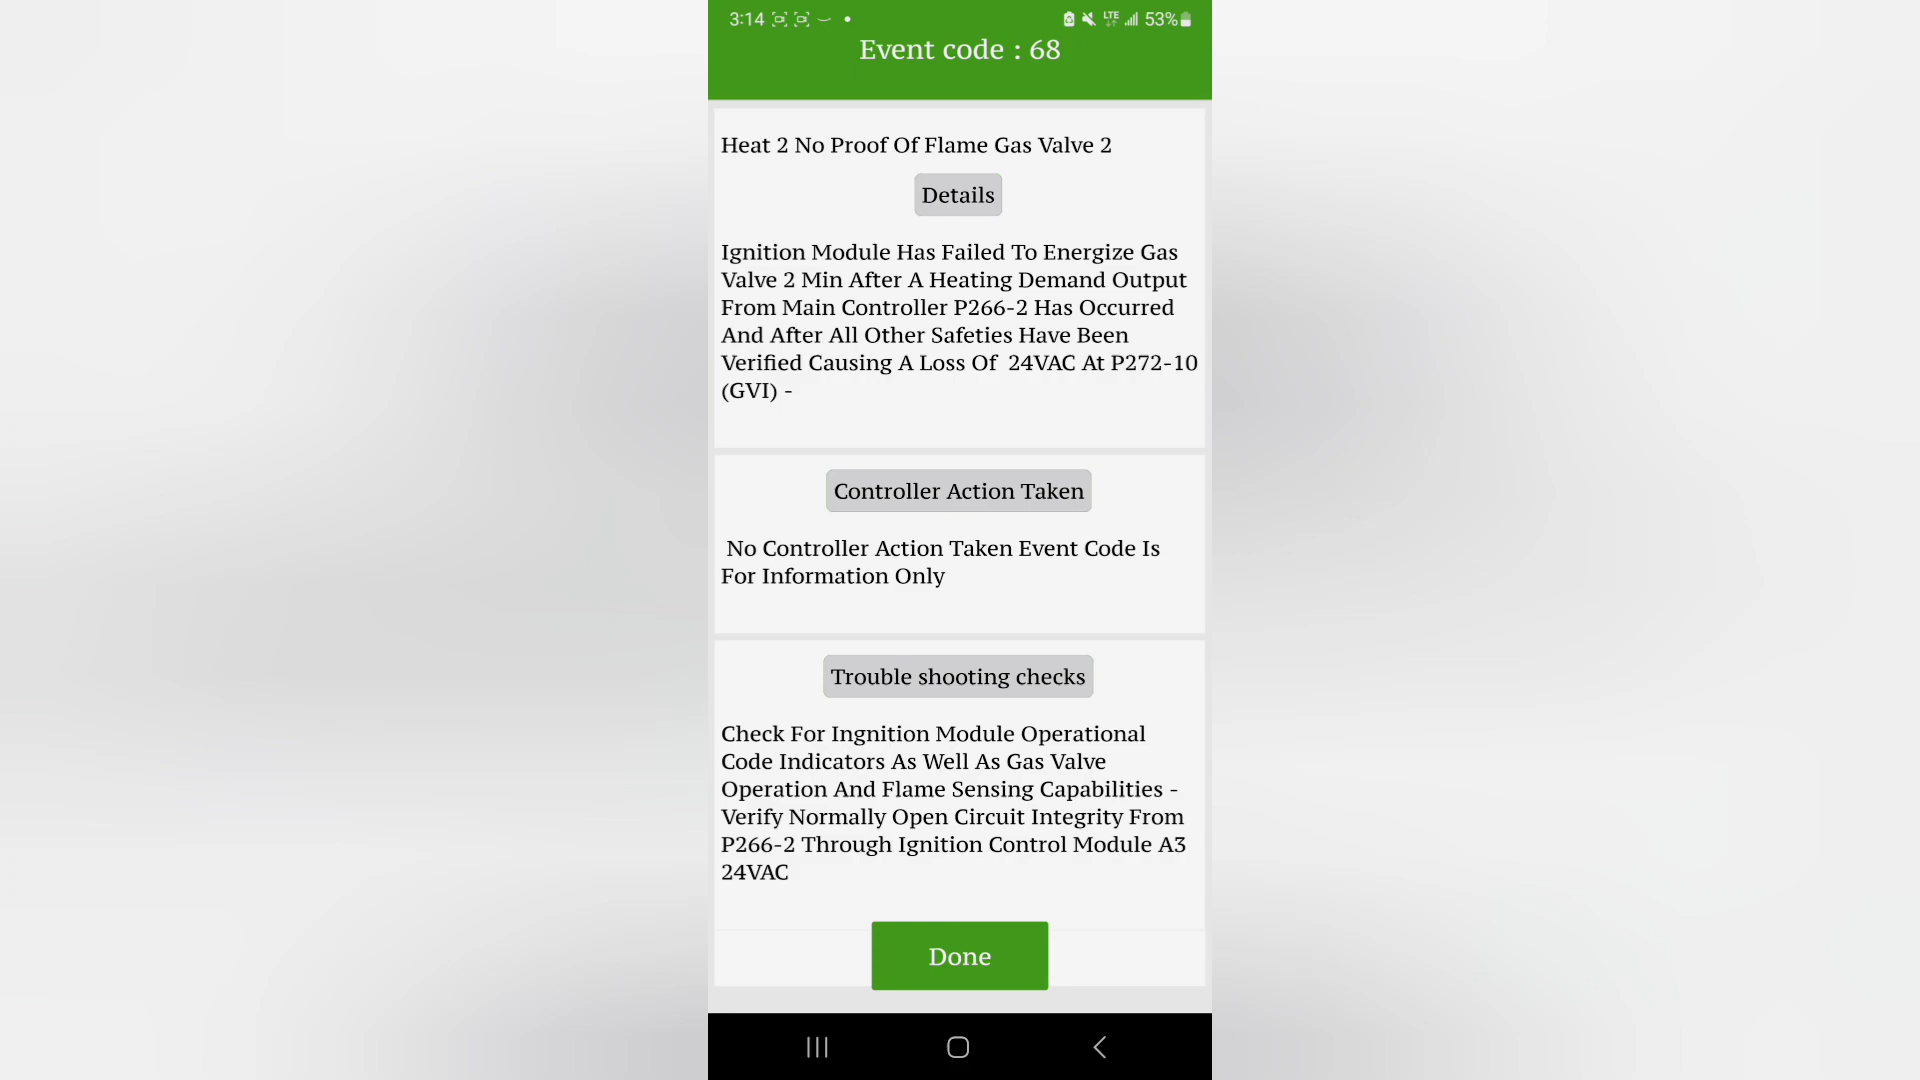 3:14
LTE
53%
Event code : 68
Heat 2 No Proof Of Flame Gas Valve 2
Details
Ignition Module Has Failed To Energize Gas
Valve 2 Min After A Heating Demand Output
From Main Controller P266-2 Has Occurred
And After All Other Safeties Have Been
Verified Causing A Loss Of  24VAC At P272-10
(GVI) -
Controller Action Taken
No Controller Action Taken Event Code Is
For Information Only
Trouble shooting checks
Check For Ingnition Module Operational
Code Indicators As Well As Gas Valve
Operation And Flame Sensing Capabilities -
Verify Normally Open Circuit Integrity From
P266-2 Through Ignition Control Module A3
24VAC
Done